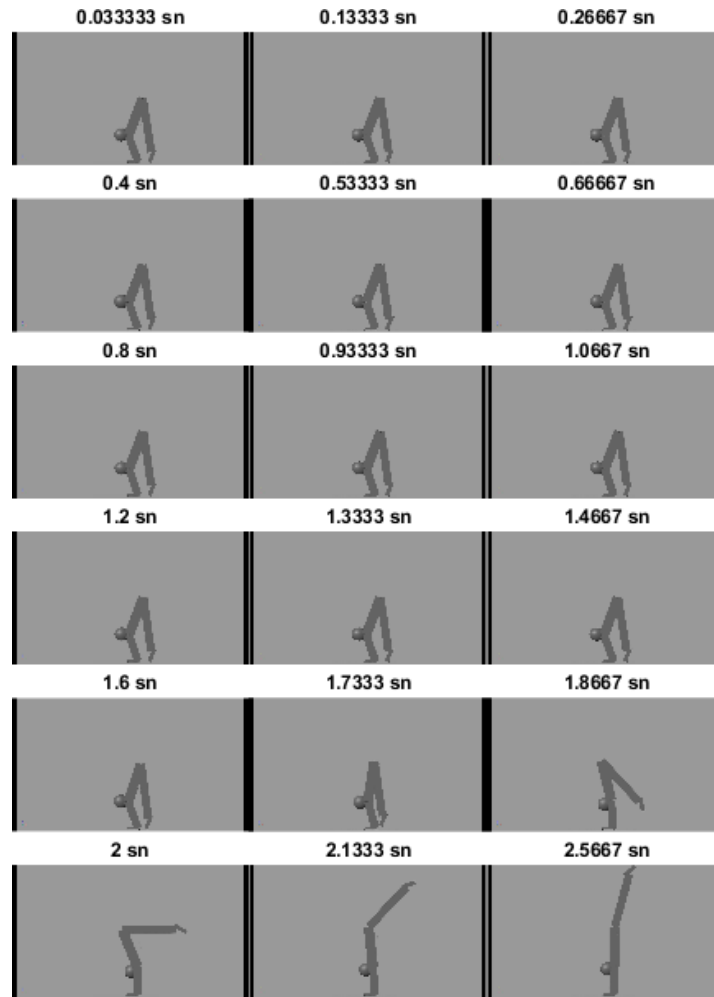 0.033333 sn 0.13333 sn 0.26667 sn
0.4 sn 0.53333 sn 0.66667 sn
0.8 sn 0.93333 sn 1.0667 sn
1.2 sn 1.3333 sn 1.4667 sn
1.6 sn 1.7333 sn 1.8667 sn
2 sn 2.1333 sn 2.5667 sn